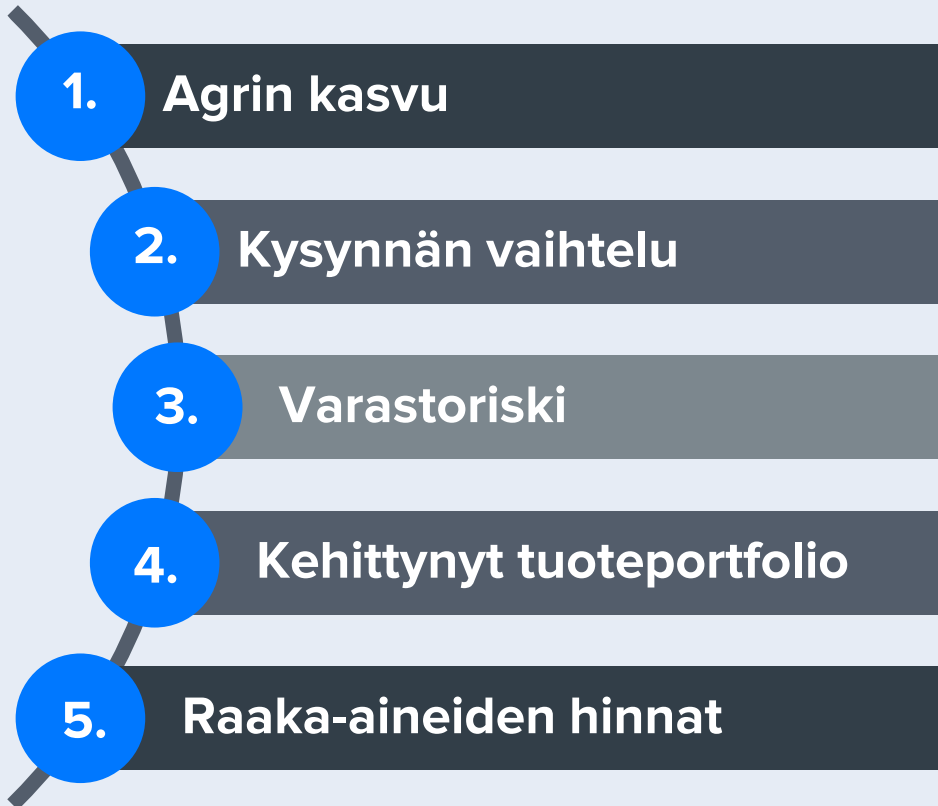 1. Agrin kasvu
2. Kysynnän vaihtelu
3. Varastoriski
4. Kehittynyt tuoteportfolio
5. Raaka-aineiden hinnat